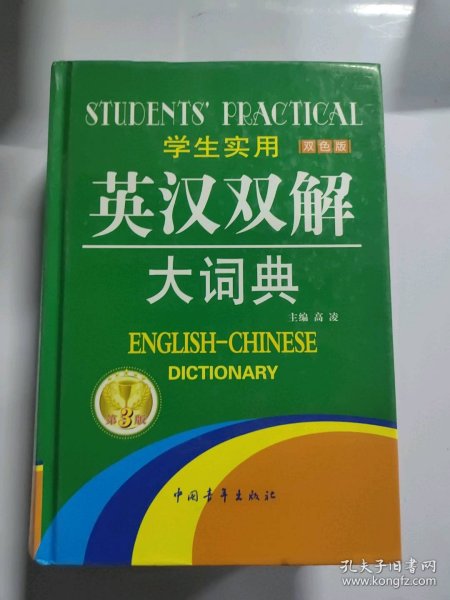 STUDENTS' PRACTICAL
学生实用 双色版
英汉双解
大词典
主编 高凌
ENGLISH-CHINESE
DICTIONARY
第3版
中国青年出版社
孔夫子旧书网
www.kongfz.com